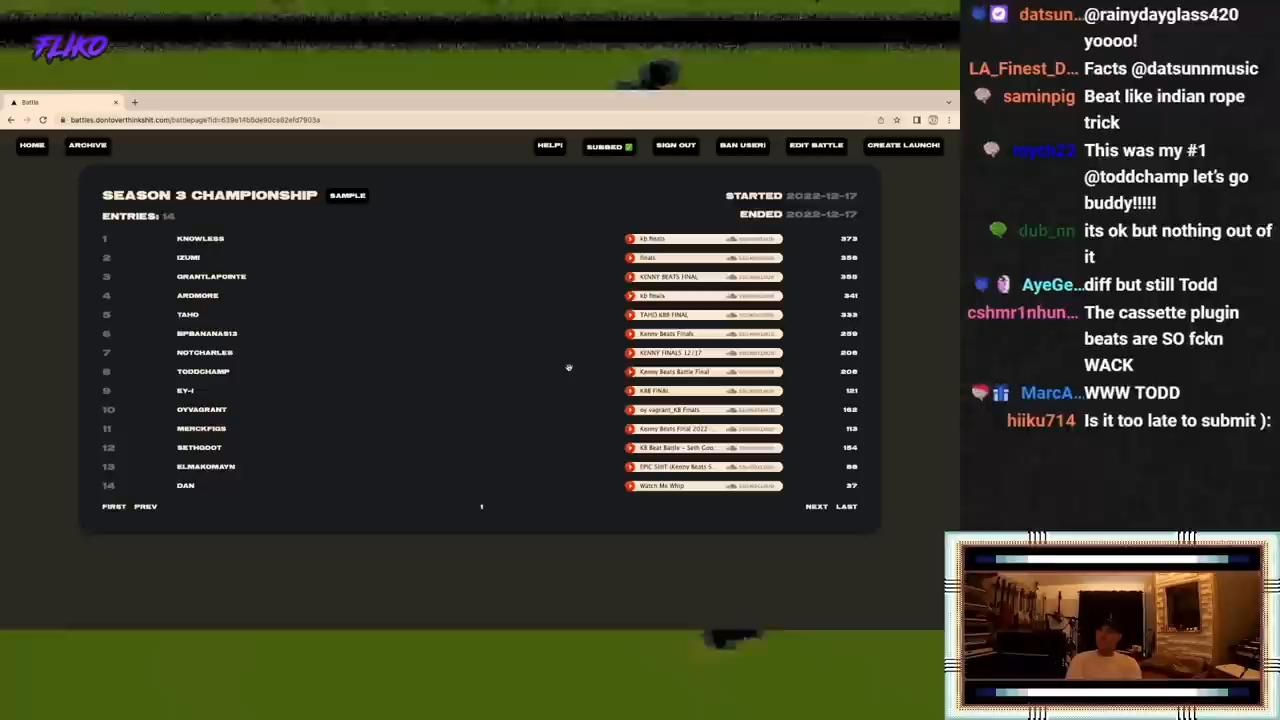 FLIKO
Battle
battles.dontoverthinkshit.com/battlepage?id=639e14b6de90ca82efd7903a
HOME ARCHIVE HELP! SUBBED SIGN OUT BAN USER! EDIT BATTLE CREATE LAUNCH!
SEASON 3 CHAMPIONSHIP SAMPLE STARTED 2022-12-17
ENTRIES: 14 ENDED 2022-12-17
1 KNOWLESS kb finals 373
2 IZUMI finals 356
3 GRANTLAPOINTE KENNY BEATS FINAL 355
4 ARDMORE kb finals 341
5 TAHO TAHO KBB FINAL 333
6 BPBANANAS13 Kenny Beats Finals 259
7 NOTCHARLES KENNY FINALS 12/17 208
8 TODDCHAMP Kenny Beats Battle Final 208
9 EY-I KBB FINAL 121
10 OYVAGRANT oy vagrant_KB Finals 162
11 MERCKFIGS Kenny Beats Final 2022 - ... 113
12 SETHGOT KB Beat Battle - Seth Goo... 154
13 ELMAKOMAYN EPIC SHIT (Kenny Beats S... 88
14 DAN Watch Me Whip 37
FIRST PREV 1 NEXT LAST
datsun... @rainydayglass420
yoooo!
LA_Finest_D... Facts @datsunnmusic
saminpig Beat like indian rope
trick
This was my #1
@toddchamp let’s go
buddy!!!!!
dub_nn its ok but nothing out of
it
AyeGe... diff but still Todd
cshmr1nhun... The cassette plugin
beats are SO fckn
WACK
MarcA... WWW TODD
hiiku714 Is it to late to submit ):